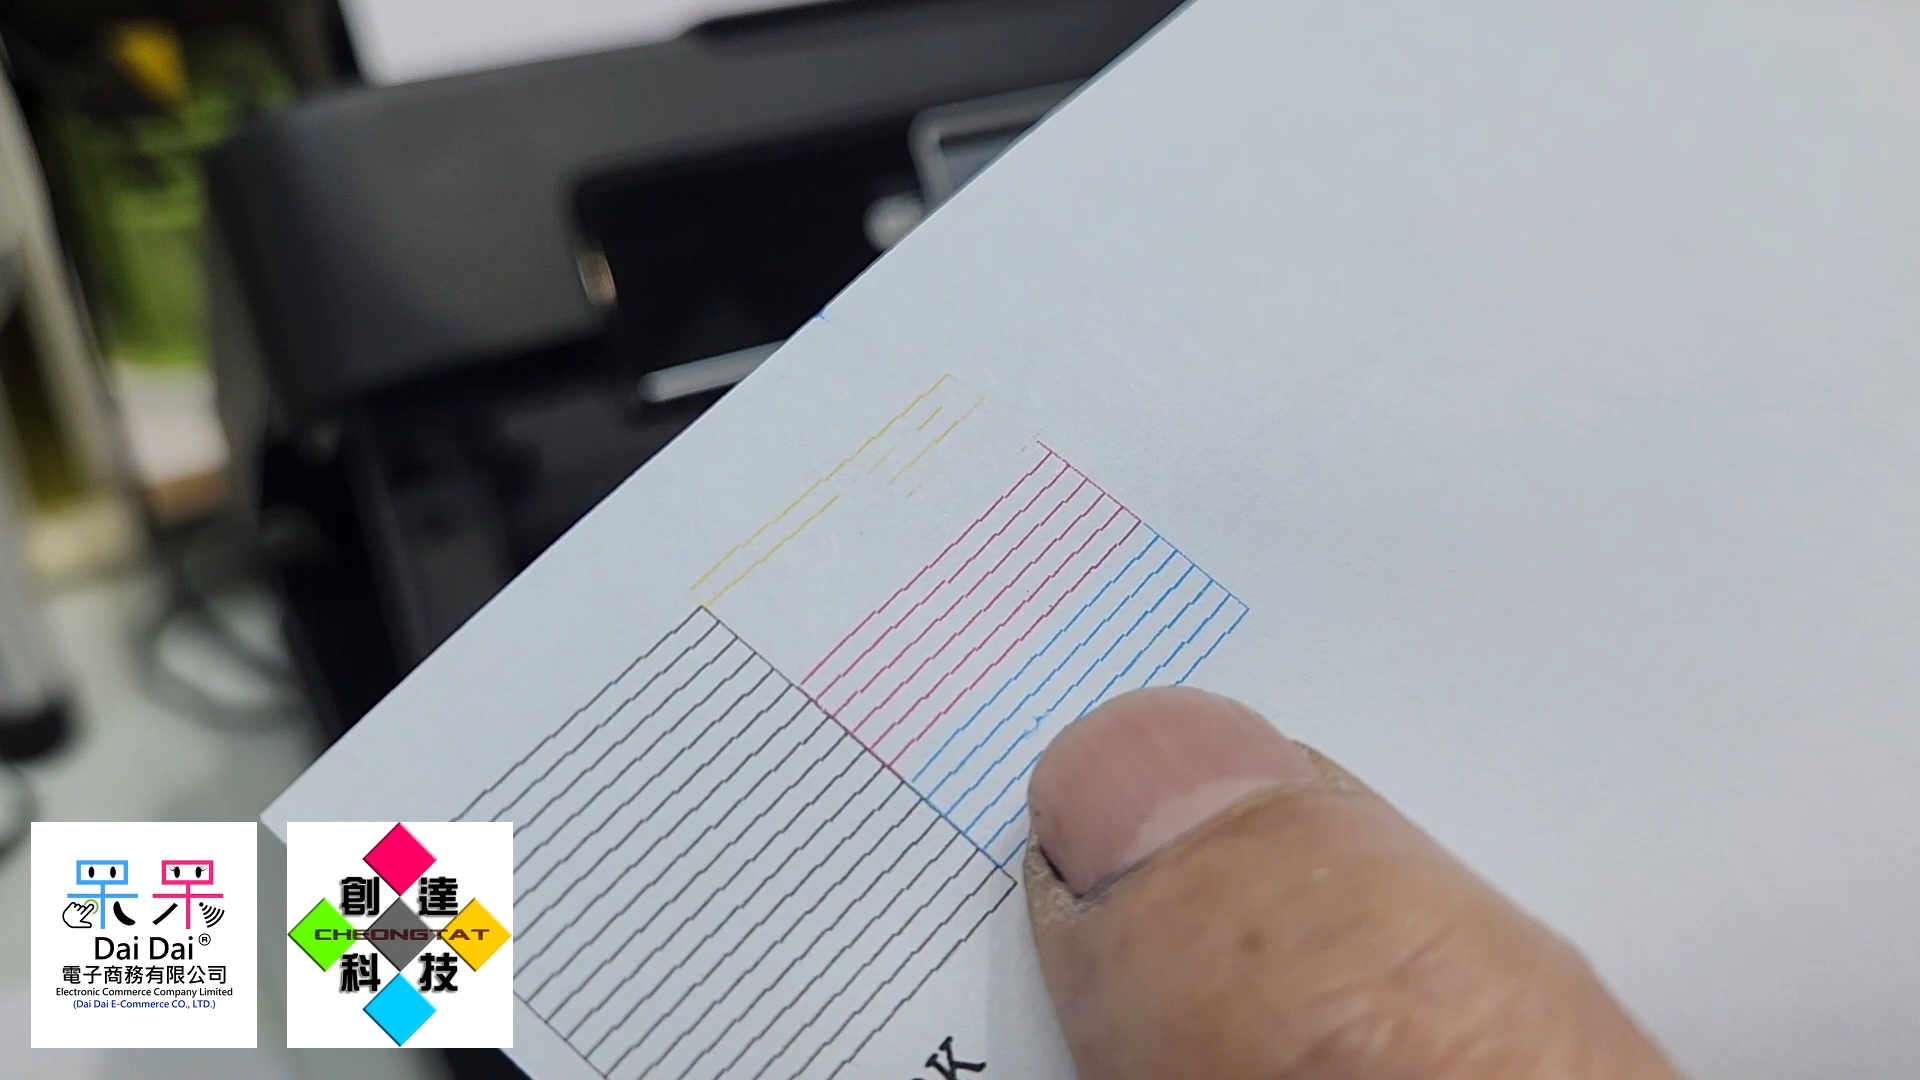 Dai Dai®
電子商務有限公司
Electronic Commerce Company Limited
(Dai Dai E-Commerce CO., LTD.)
創達
CHEONGTAT
科技
K